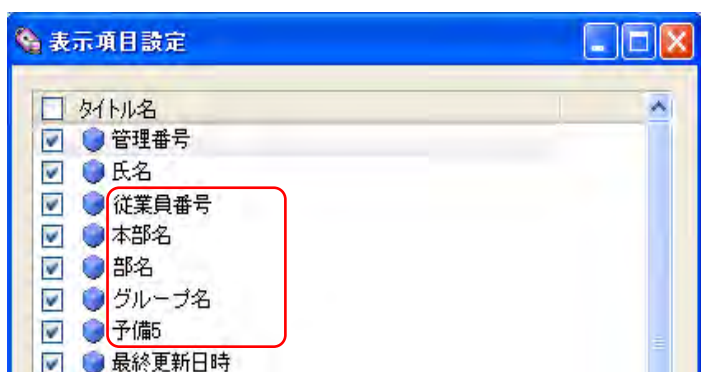 表示項目設定
タイトル名
管理番号
氏名
従業員番号
本部名
部名
グループ名
予備5
最終更新日時